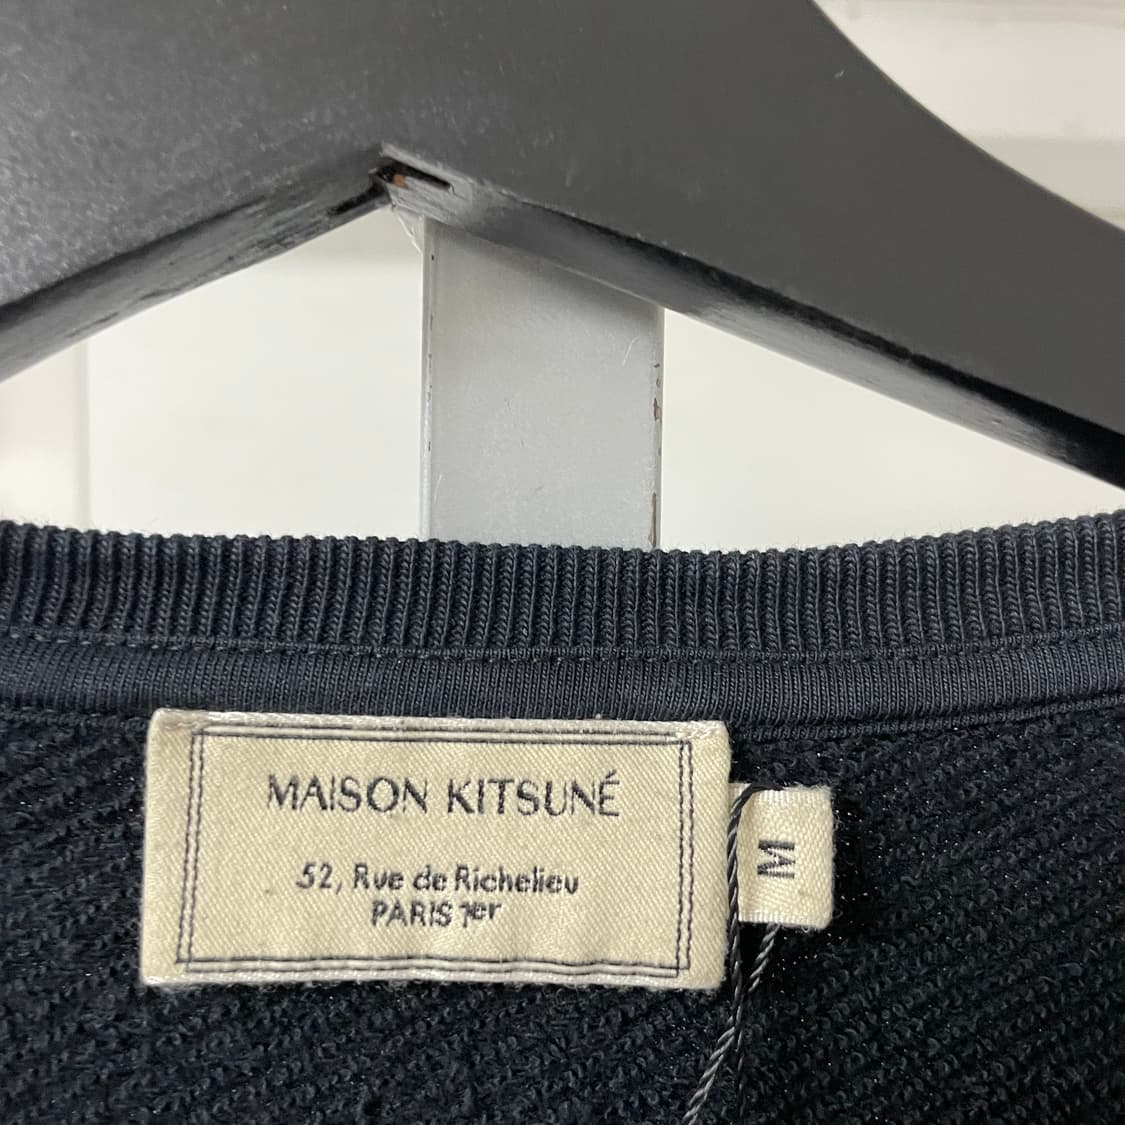 MAISON KITSUNÉ
52, Rue de Richelieu
PARIS 1er
M